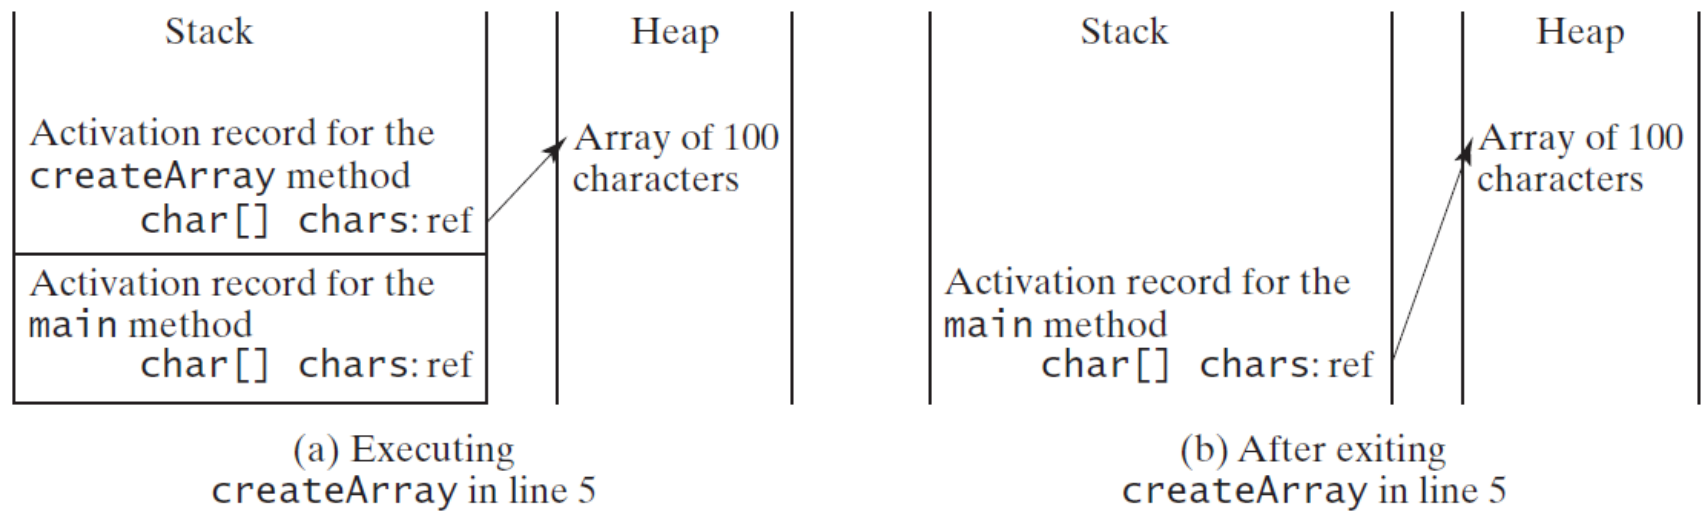 Stack
Heap
Activation record for the
createArray method
char[] chars: ref
Array of 100
characters
Activation record for the
main method
char[] chars: ref
(a) Executing
createArray in line 5
Stack
Heap
Array of 100
characters
Activation record for the
main method
char[] chars: ref
(b) After exiting
createArray in line 5